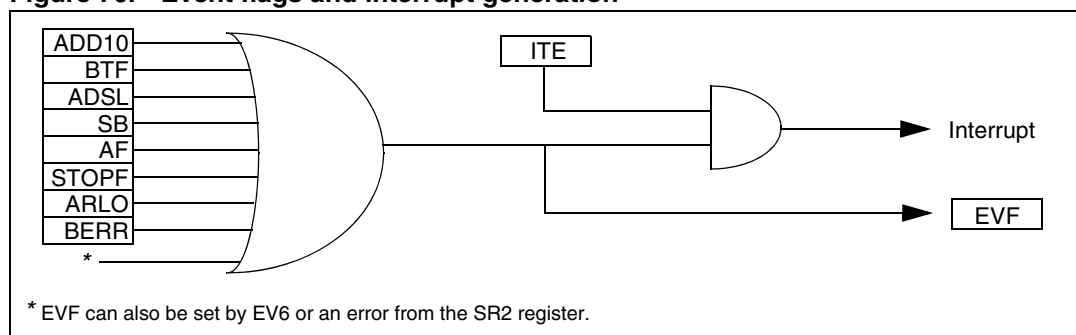 Figure Event flags and interrupt generation
ADD10
BTF
ADSL
SB
AF
STOPF
ARLO
BERR
*
ITE
Interrupt
EVF
* EVF can also be set by EV6 or an error from the SR2 register.